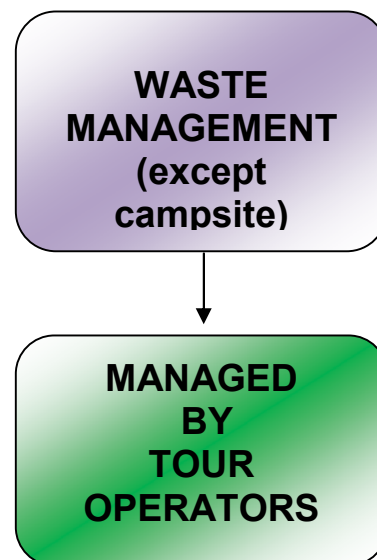 WASTE
MANAGEMENT
(except
campsite)
MANAGED
BY
TOUR
OPERATORS